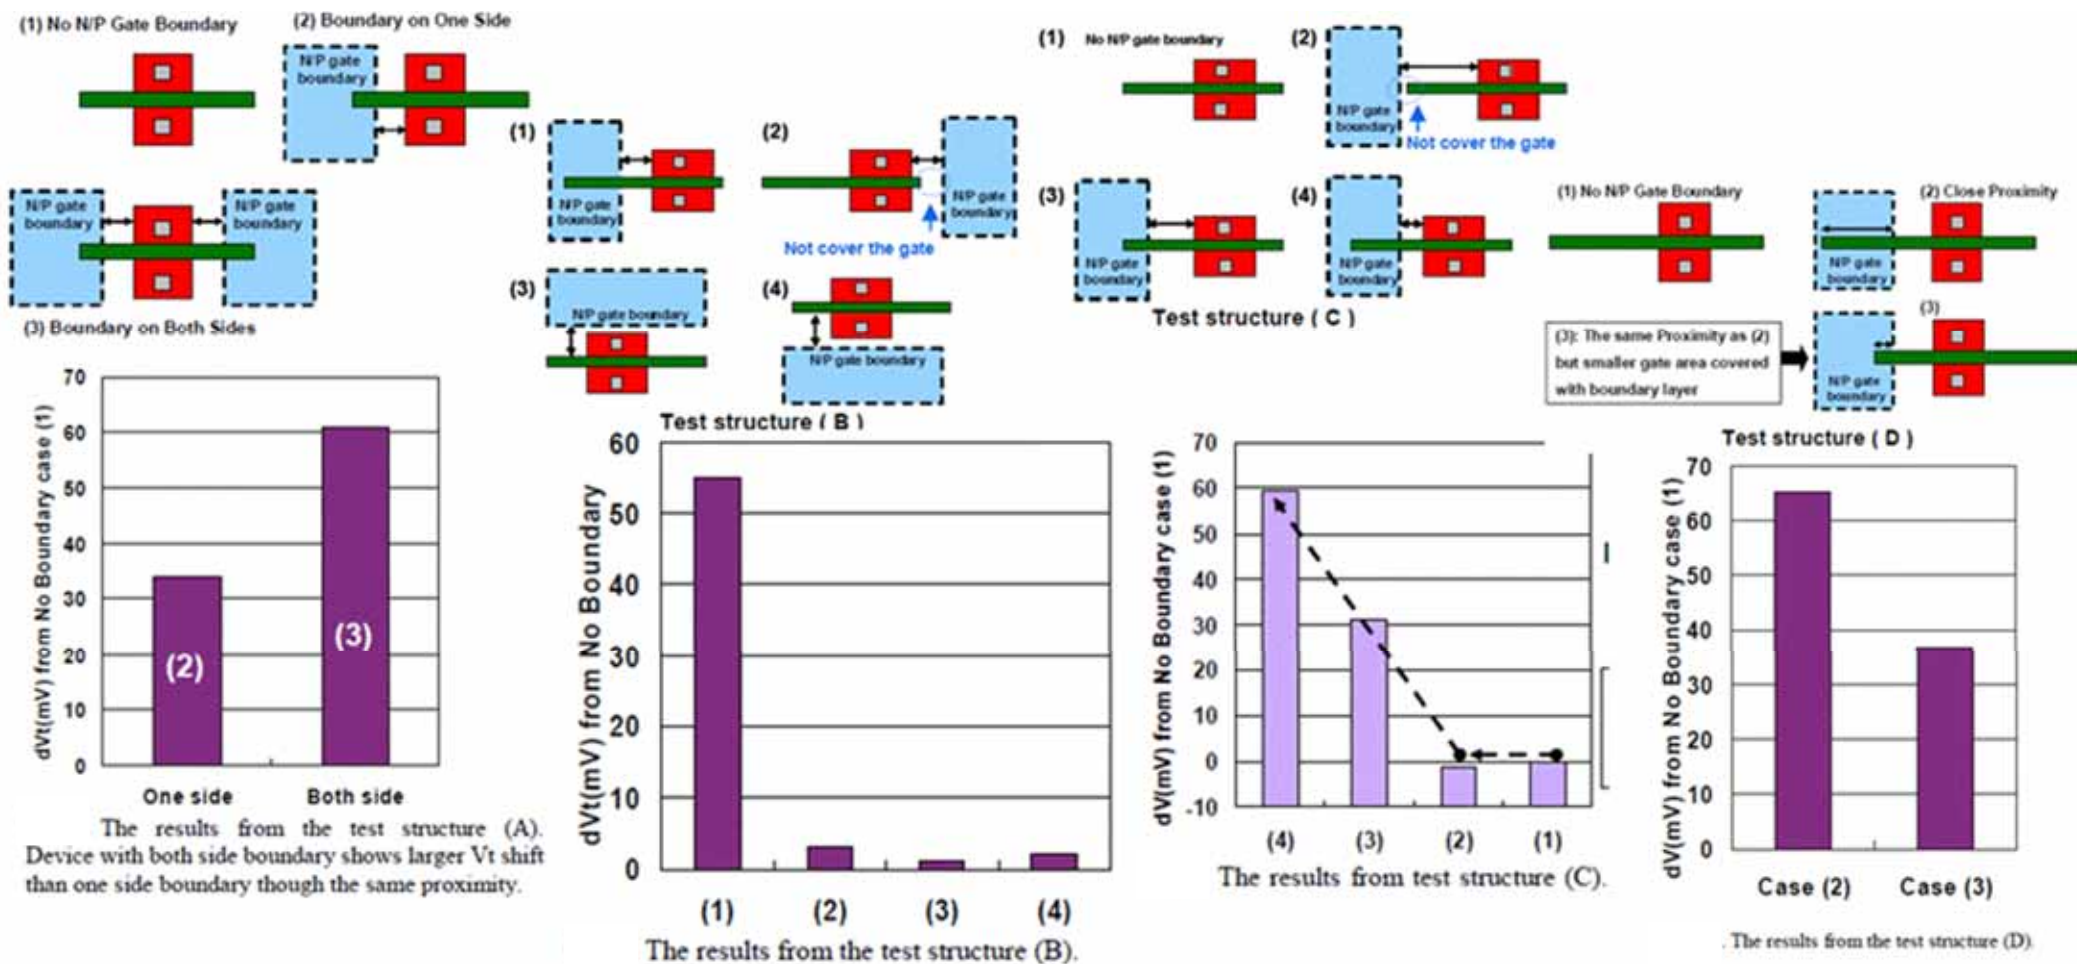 (1) No N/P Gate Boundary
(2) Boundary on One Side
N/P gate
boundary
N/P gate
boundary
N/P gate
boundary
(3) Boundary on Both Sides
(1)
N/P gate
boundary
(2)
N/P gate
boundary
Not cover the gate
(3)
N/P gate boundary
(4)
N/P gate boundary
Test structure ( B )
(1)
No N/P gate boundary
(2)
N/P gate
boundary
Not cover the gate
(3)
N/P gate
boundary
(4)
N/P gate
boundary
Test structure ( C )
(1) No N/P Gate Boundary
(2) Close Proximity
N/P gate
boundary
(3)
(3): The same Proximity as (2)
but smaller gate area covered
with boundary layer
N/P gate
boundary
Test structure ( D )
dVt(mV) from No Boundary case (1)
70
60
50
40
30
20
10
0
(2)
(3)
One side
Both side
The results from the test structure (A).
Device with both side boundary shows larger Vt shift
than one side boundary though the same proximity.
dVt(mV) from No Boundary
60
50
40
30
20
10
0
(1)
(2)
(3)
(4)
The results from the test structure (B).
dV(mV) from No Boundary case (1)
70
60
50
40
30
20
10
0
-10
(4)
(3)
(2)
(1)
The results from test structure (C).
dV(mV) from No Boundary case (1)
70
60
50
40
30
20
10
0
Case (2)
Case (3)
. The results from the test structure (D).